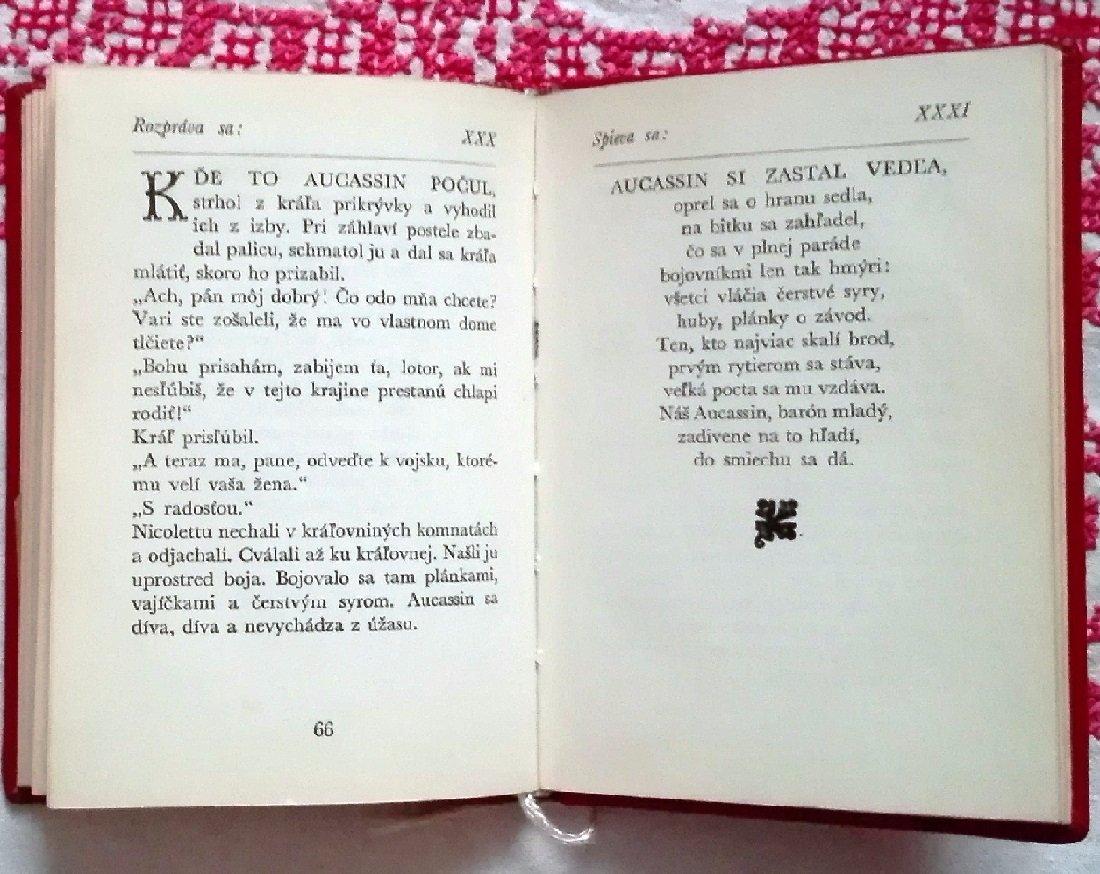 Rozpráva sa:
XXX
KĎE TO AUCASSIN POČUL,
strhol z kráľa prikrývky a vyhodil
ich z izby. Pri záhlaví postele zba-
dal palicu, schmatol ju a dal sa kráľa
mlátiť, skoro ho prizabil.
„Ach, pán môj dobrý! Čo odo mňa chcete?
Vari ste zošaleli, že ma vo vlastnom dome
tlčiete?“
„Bohu prisahám, zabijem ťa, lotor, ak mi
nesľúbiš, že v tejto krajine prestanú chlapi
rodiť!“
Kráľ prisľúbil.
„A teraz ma, pane, odveďte k vojsku, ktoré-
mu velí vaša žena.“
„S radosťou.“
Nicolettu nechali v kráľovniných komnatách
a odjachali. Cválali až ku kráľovnej. Našli ju
uprostred boja. Bojovalo sa tam plánkami,
vajíčkami a čerstvým syrom. Aucassin sa
díva, díva a nevychádza z úžasu.
66
Spieva sa:
XXXI
AUCASSIN SI ZASTAL VEDĽA,
oprel sa o hranu sedla,
na bitku sa zahľadel,
čo sa v plnej paráde
bojovníkmi len tak hmýri:
všetci vláčia čerstvé syry,
huby, plánky o závod.
Ten, kto najviac skalí brod,
prvým rytierom sa stáva,
veľká pocta sa mu vzdáva.
Náš Aucassin, barón mladý,
zadivene na to hľadí,
do smiechu sa dá.